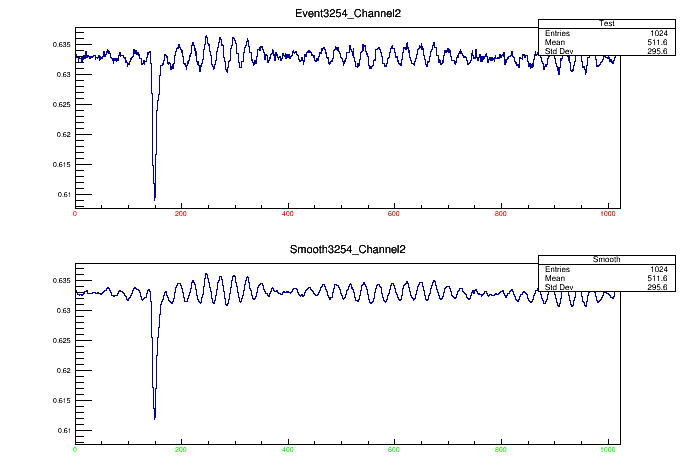 Event3254_Channel2
Test
Entries 1024
Mean 511.6
Std Dev 295.6
0.635
0.63
0.625
0.62
0.615
0.61
0 200 400 600 800 1000
Smooth3254_Channel2
Smooth
Entries 1024
Mean 511.6
Std Dev 295.6
0.635
0.63
0.625
0.62
0.615
0.61
0 200 400 600 800 1000